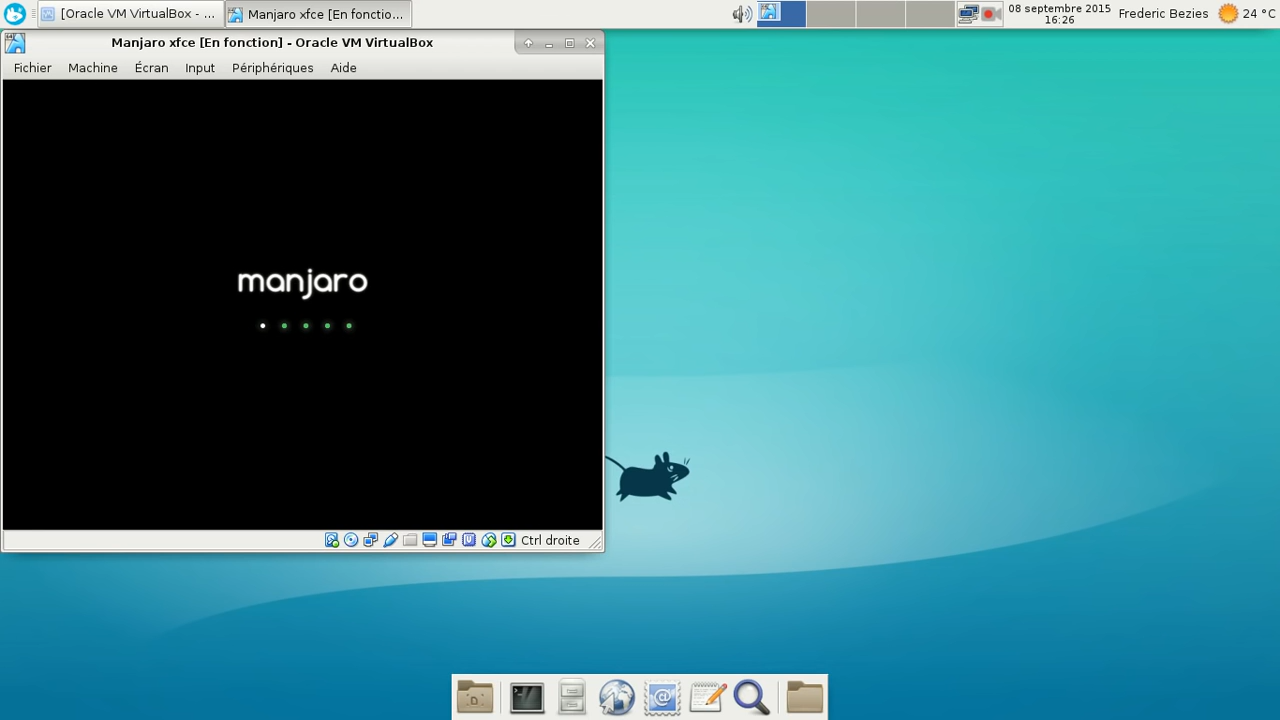 [Oracle VM VirtualBox - ...
Manjaro xfce [En fonctio...
08 septembre 2015
16:26
Frederic Bezies
24 °C
Manjaro xfce [En fonction] - Oracle VM VirtualBox
Fichier Machine Écran Input Périphériques Aide
manjaro
Ctrl droite